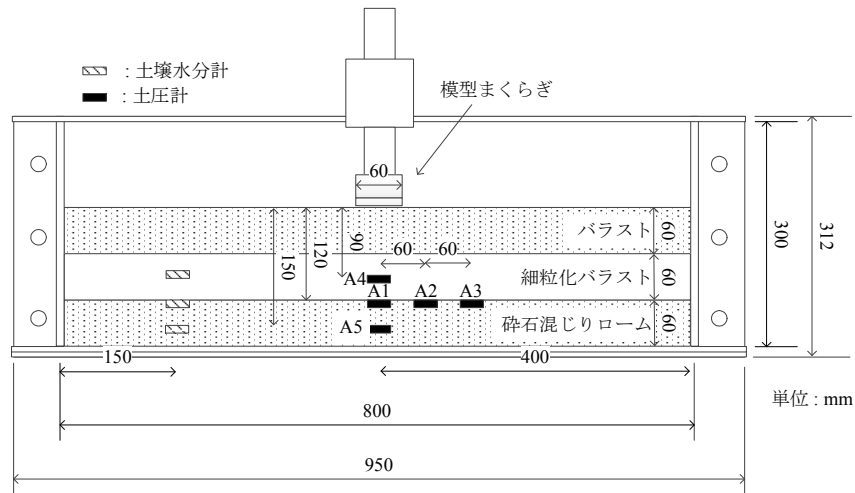 : 土壌水分計
: 土圧計
模型まくらぎ
60
バラスト
60
90
120
150
60
60
A4
細粒化バラスト
60
A1
A2
A3
A5
砕石混じりローム
60
300
312
150
400
単位 : mm
800
950